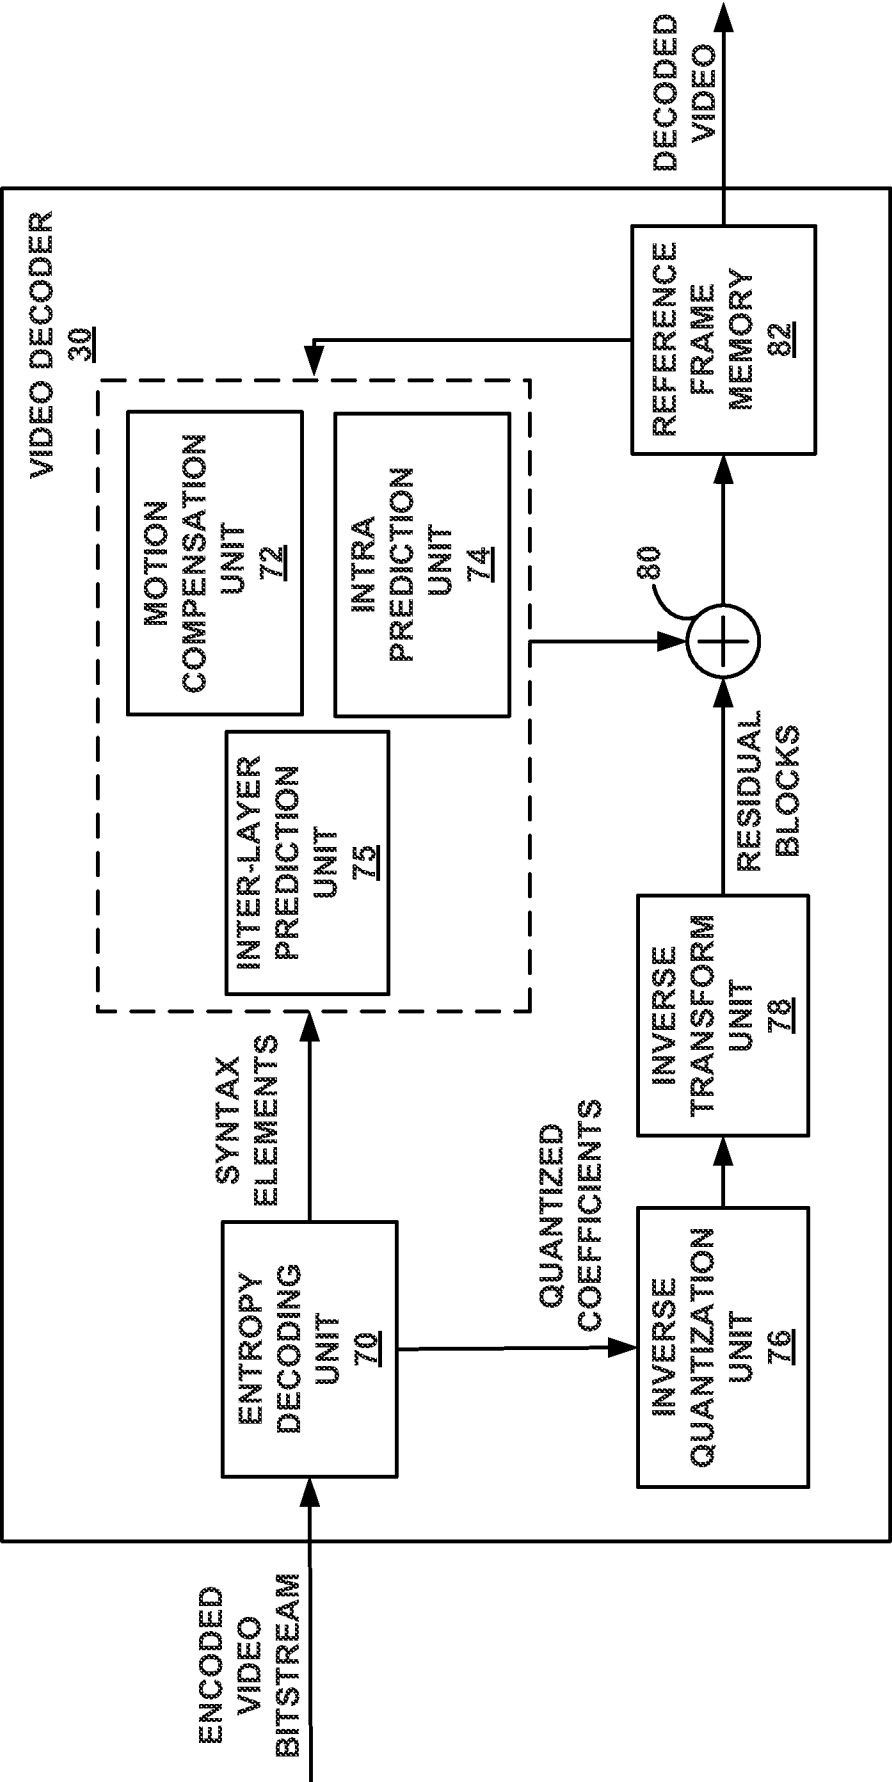 VIDEO DECODER
30
ENCODED
VIDEO
BITSTREAM
ENTROPY
DECODING
UNIT
70
SYNTAX
ELEMENTS
INTER-LAYER
PREDICTION
UNIT
75
MOTION
COMPENSATION
UNIT
72
INTRA
PREDICTION
UNIT
74
QUANTIZED
COEFFICIENTS
INVERSE
QUANTIZATION
UNIT
76
INVERSE
TRANSFORM
UNIT
78
RESIDUAL
BLOCKS
80
REFERENCE
FRAME
MEMORY
82
DECODED
VIDEO